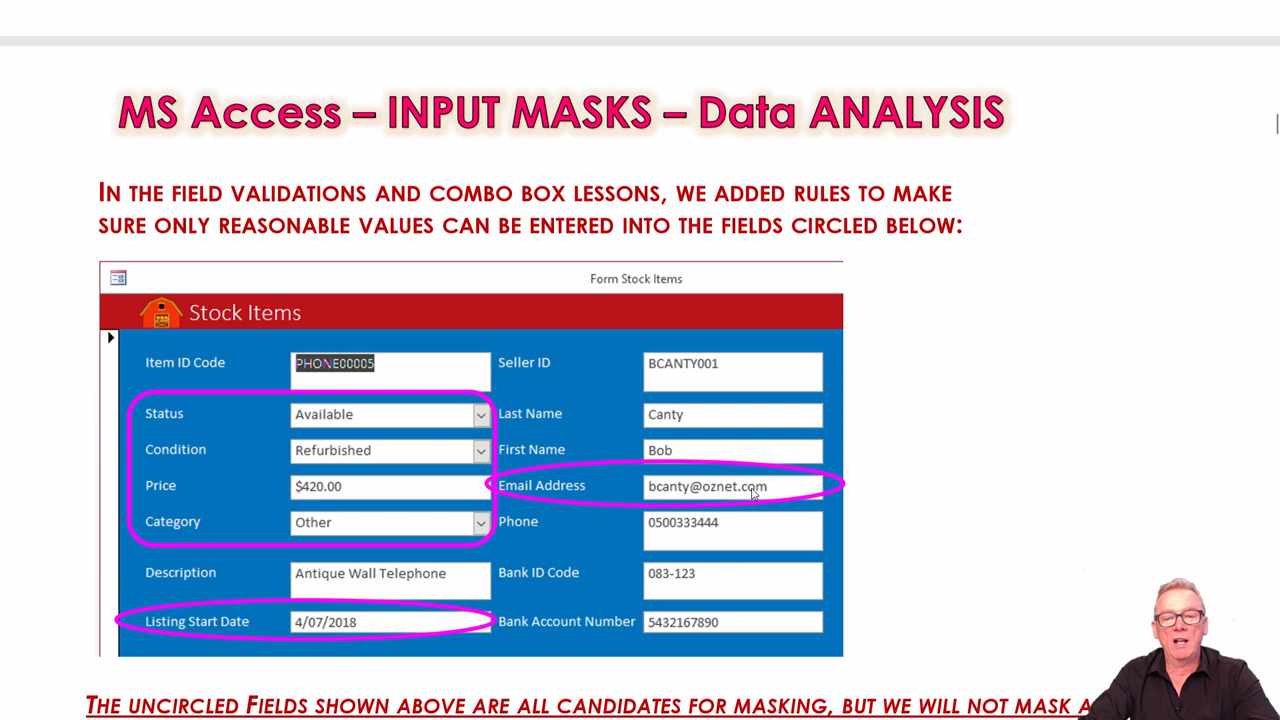 MS Access – INPUT MASKS – Data ANALYSIS
IN THE FIELD VALIDATIONS AND COMBO BOX LESSONS, WE ADDED RULES TO MAKE
SURE ONLY REASONABLE VALUES CAN BE ENTERED INTO THE FIELDS CIRCLED BELOW:
Form Stock Items
Stock Items
Item ID Code PHONE00005 Seller ID BCANTY001
Status Available Last Name Canty
Condition Refurbished First Name Bob
Price $420.00 Email Address bcanty@oznet.com
Category Other Phone 0500333444
Description Antique Wall Telephone Bank ID Code 083-123
Listing Start Date 4/07/2018 Bank Account Number 5432167890
THE UNCIRCLED FIELDS SHOWN ABOVE ARE ALL CANDIDATES FOR MASKING, BUT WE WILL NOT MASK